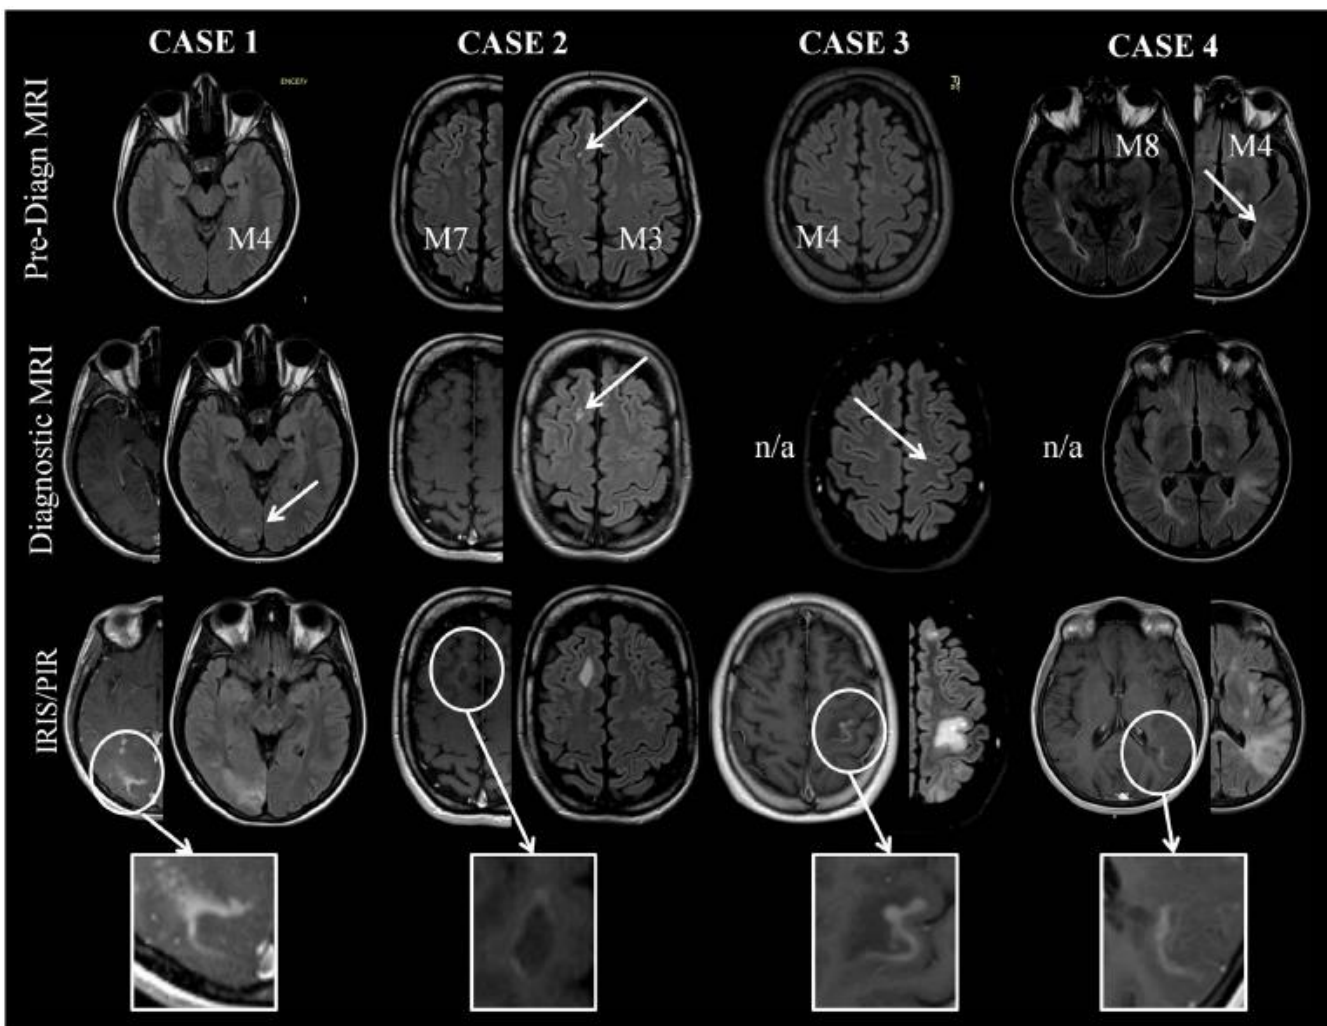 CASE 1 CASE 2 CASE 3 CASE 4
Pre-Diagn MRI
M4 M7 M3 M4 M8 M4
Diagnostic MRI
n/a n/a
IRIS/PIR